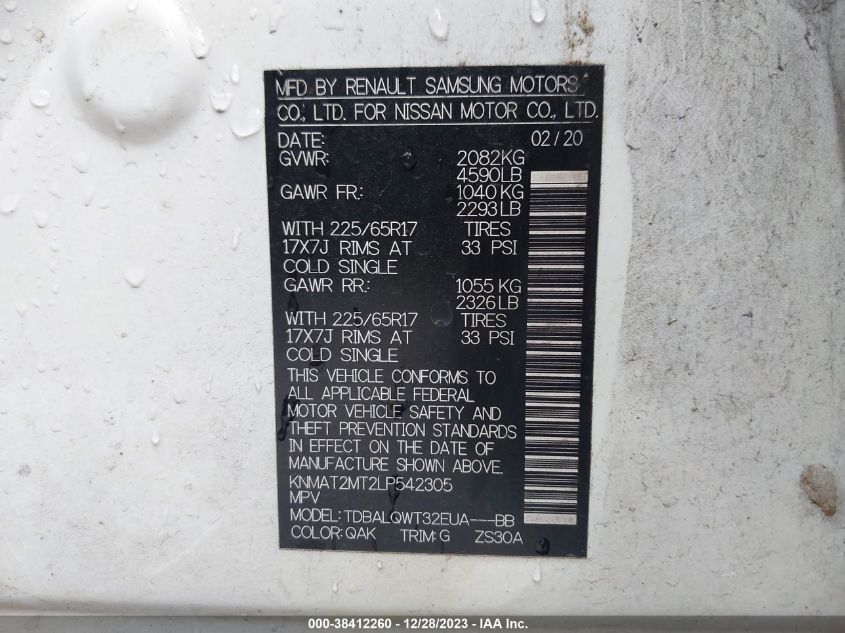 MFD BY RENAULT SAMSUNG MOTORS
CO., LTD. FOR NISSAN MOTOR CO., LTD.
DATE: 02/20
GVWR: 2082KG
4590LB
GAWR FR: 1040KG
2293LB
WITH 225/65R17 TIRES
17X7J RIMS AT 33 PSI
COLD SINGLE
GAWR RR: 1055KG
2326LB
WITH 225/65R17 TIRES
17X7J RIMS AT 33 PSI
COLD SINGLE
THIS VEHICLE CONFORMS TO
ALL APPLICABLE FEDERAL
MOTOR VEHICLE SAFETY AND
THEFT PREVENTION STANDARDS
IN EFFECT ON THE DATE OF
MANUFACTURE SHOWN ABOVE.
KNMAT2MT2LP542305
MPV
MODEL: TDBALQWT32EUA---BB
COLOR: QAK TRIM: G ZS30A
000-38412260 - 12/28/2023 - IAA Inc.